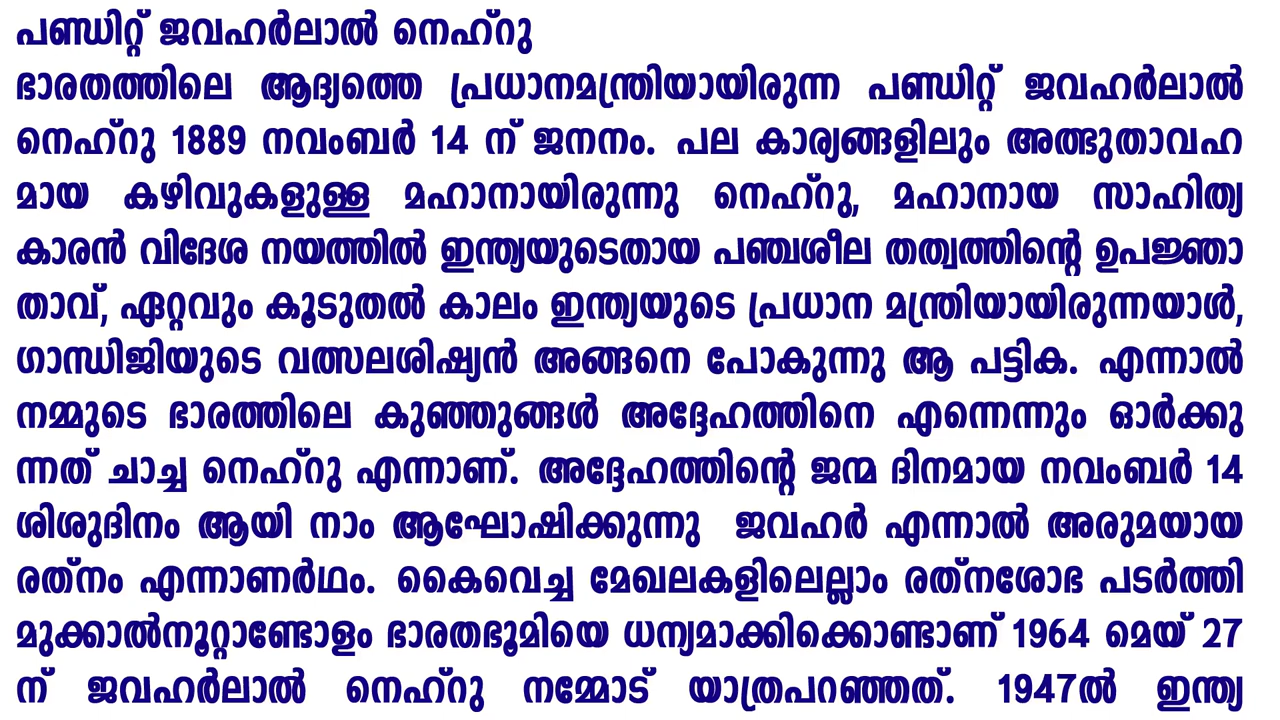 പണ്ഡിറ്റ് ജവഹർലാൽ നെഹ്റു
ഭാരതത്തിലെ ആദ്യത്തെ പ്രധാനമന്ത്രിയായിരുന്ന പണ്ഡിറ്റ് ജവഹർലാൽ
നെഹ്റു 1889 നവംബർ 14 ന് ജനനം. പല കാര്യങ്ങളിലും അത്ഭുതാവഹ
മായ കഴിവുകളുള്ള മഹാനായിരുന്നു നെഹ്റു, മഹാനായ സാഹിത്യ
കാരൻ വിദേശ നയത്തിൽ ഇന്ത്യയുടെതായ പഞ്ചശീല തത്വത്തിന്റെ ഉപജ്ഞാ
താവ്, ഏറ്റവും കൂടുതൽ കാലം ഇന്ത്യയുടെ പ്രധാന മന്ത്രിയായിരുന്നയാൾ,
ഗാന്ധിജിയുടെ വത്സലശിഷ്യൻ അങ്ങനെ പോകുന്നു ആ പട്ടിക. എന്നാൽ
നമ്മുടെ ഭാരത്തിലെ കുഞ്ഞുങ്ങൾ അദ്ദേഹത്തിനെ എന്നെന്നും ഓർക്കു
ന്നത് ചാച്ച നെഹ്റു എന്നാണ്. അദ്ദേഹത്തിന്റെ ജന്മ ദിനമായ നവംബർ 14
ശിശുദിനം ആയി നാം ആഘോഷിക്കുന്നു ജവഹർ എന്നാൽ അരുമയായ
രത്നം എന്നാണർഥം. കൈവെച്ച മേഖലകളിലെല്ലാം രത്നശോഭ പടർത്തി
മുക്കാൽനൂറ്റാണ്ടോളം ഭാരതഭൂമിയെ ധന്യമാക്കിക്കൊണ്ടാണ് 1964 മെയ് 27
ന് ജവഹർലാൽ നെഹ്റു നമ്മോട് യാത്രപറഞ്ഞത്. 1947ൽ ഇന്ത്യ